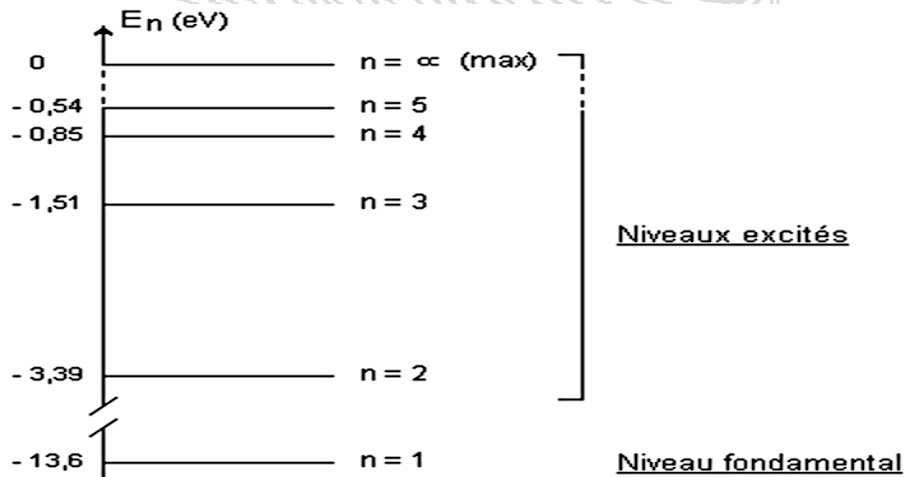 En (eV)
0 n = ∝ (max)
- 0,54 n = 5
- 0,85 n = 4
- 1,51 n = 3
Niveaux excités
- 3,39 n = 2
- 13,6 n = 1 Niveau fondamental